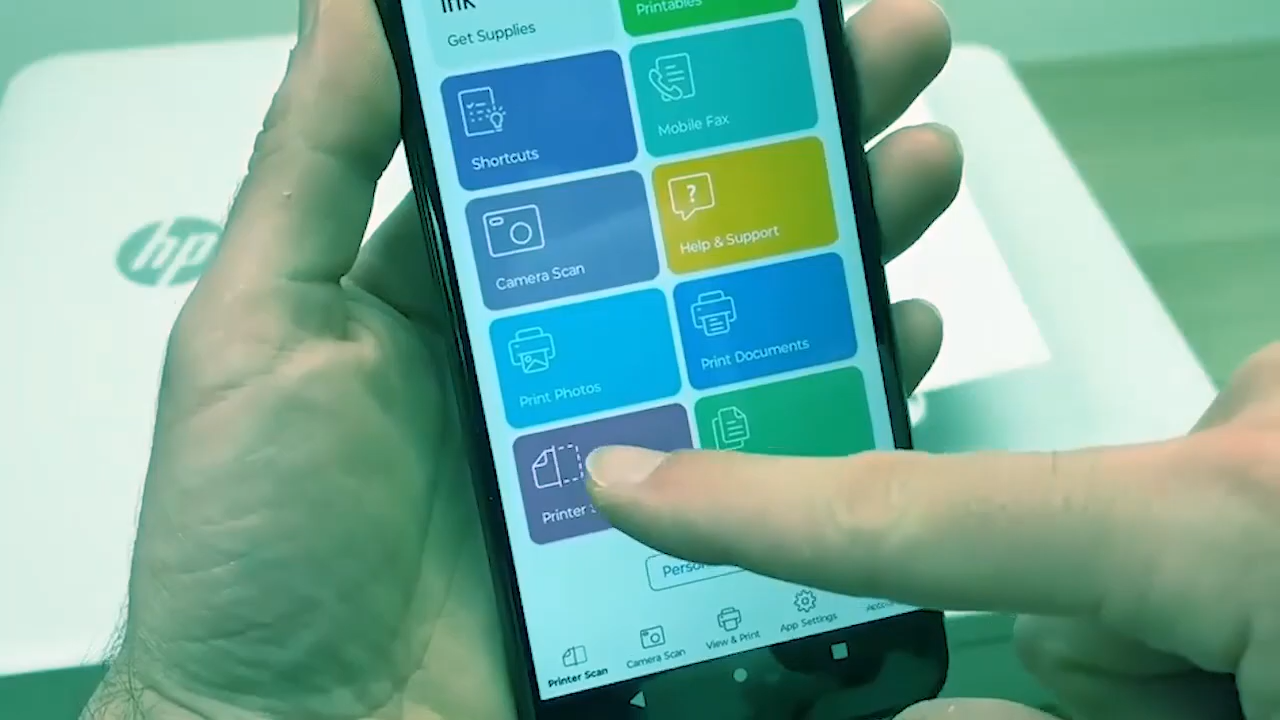 Ink
Get Supplies
Printables
Shortcuts
Mobile Fax
Camera Scan
?
Help & Support
Print Photos
Print Documents
Printer
Printer Scan
Camera Scan
View & Print
App Settings
hp